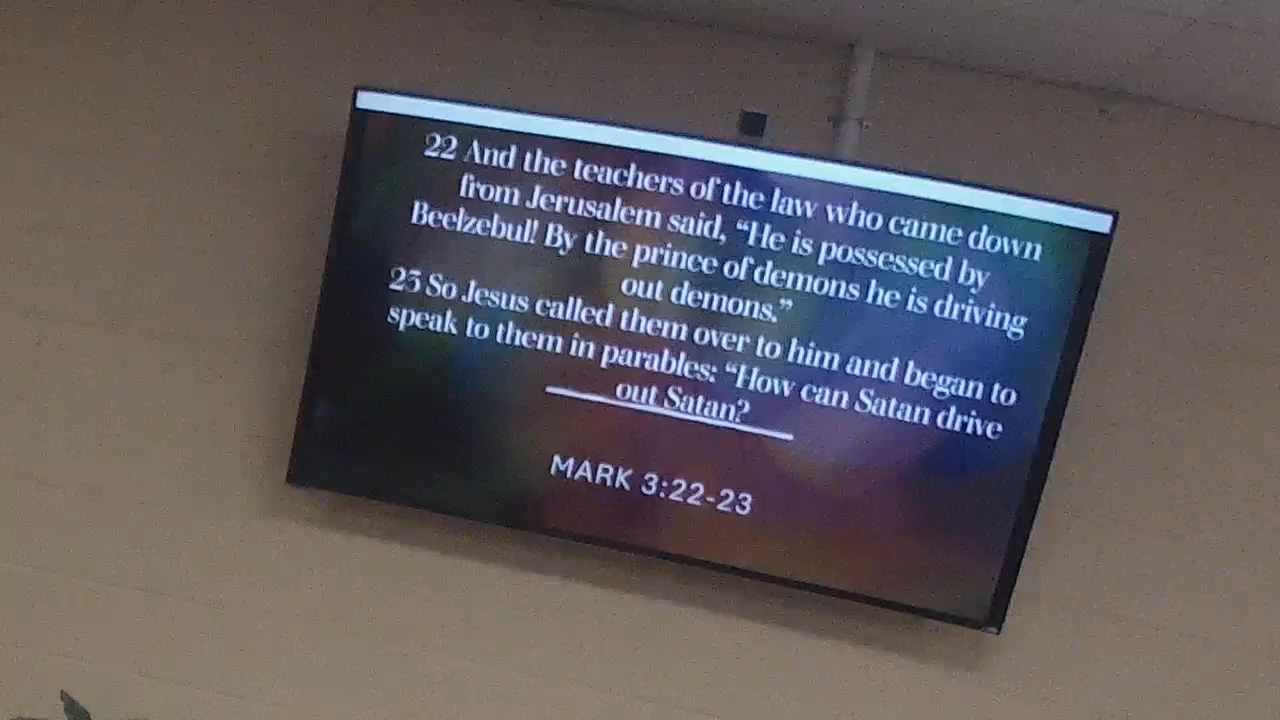 22 And the teachers of the law who came down
from Jerusalem said, “He is possessed by
Beelzebul! By the prince of demons he is driving
out demons.”
23 So Jesus called them over to him and began to
speak to them in parables: “How can Satan drive
out Satan?
MARK 3:22-23